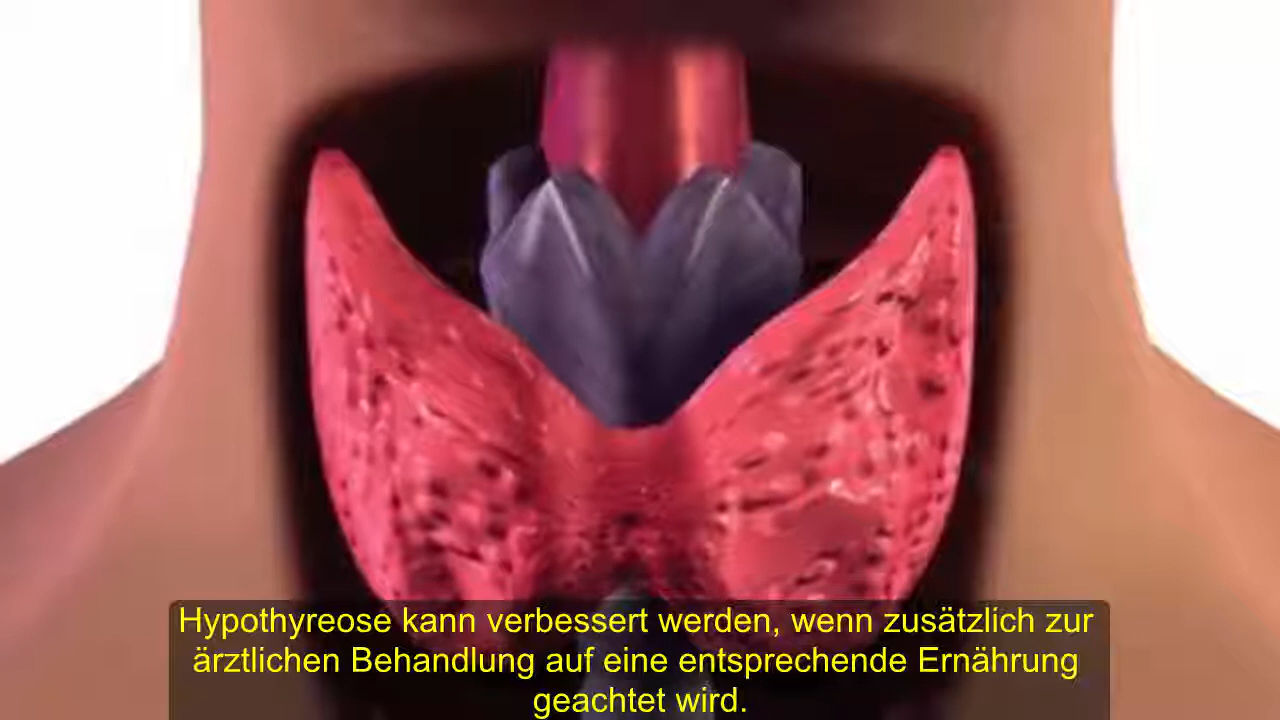 Hypothyreose kann verbessert werden, wenn zusätzlich zur
ärztlichen Behandlung auf eine entsprechende Ernährung
geachtet wird.